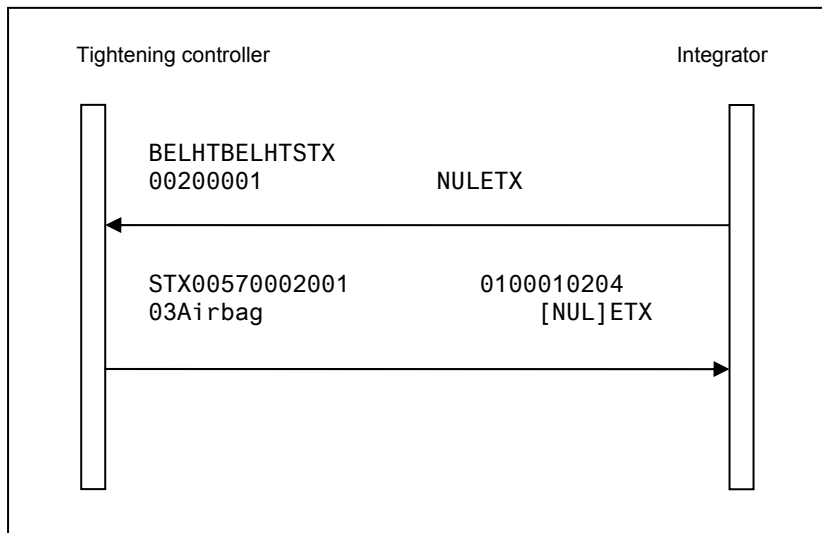 Tightening controller Integrator
BELHTBELHTSTX
00200001                NULETX
STX00570002001           0100010204
03Airbag                   [NUL]ETX